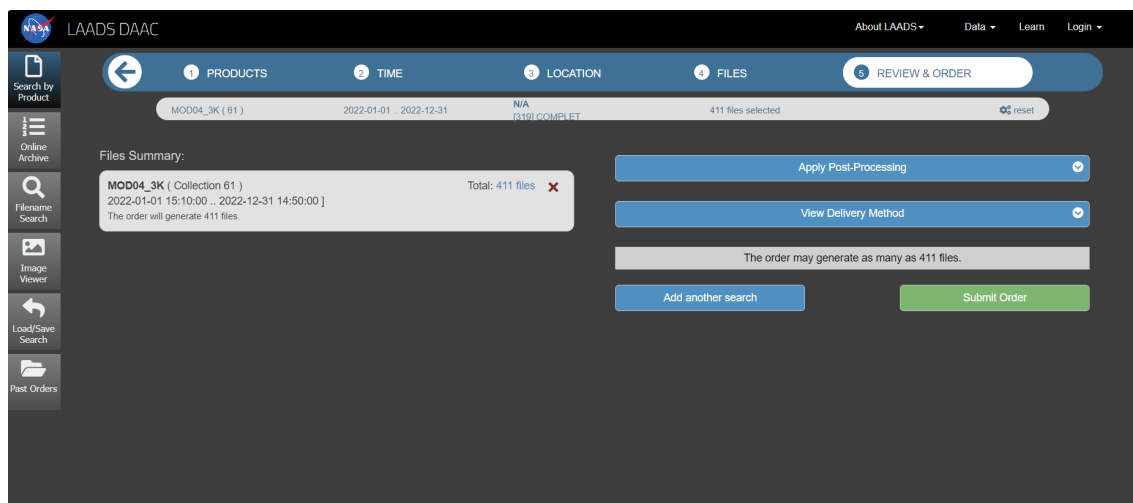 NASA LAADS DAAC About LAADS Data Learn Login
Search by Product
Online Archive
Filename Search
Image Viewer
Load/Save Search
Past Orders
1 PRODUCTS 2 TIME 3 LOCATION 4 FILES 5 REVIEW & ORDER
MOD04_3K ( 61 ) 2022-01-01 .. 2022-12-31 N/A 411 files selected reset
[319] COMPLET
Files Summary:
MOD04_3K ( Collection 61 ) Total: 411 files
2022-01-01 15:10:00 .. 2022-12-31 14:50:00 ]
The order will generate 411 files.
Apply Post-Processing
View Delivery Method
The order may generate as many as 411 files.
Add another search Submit Order